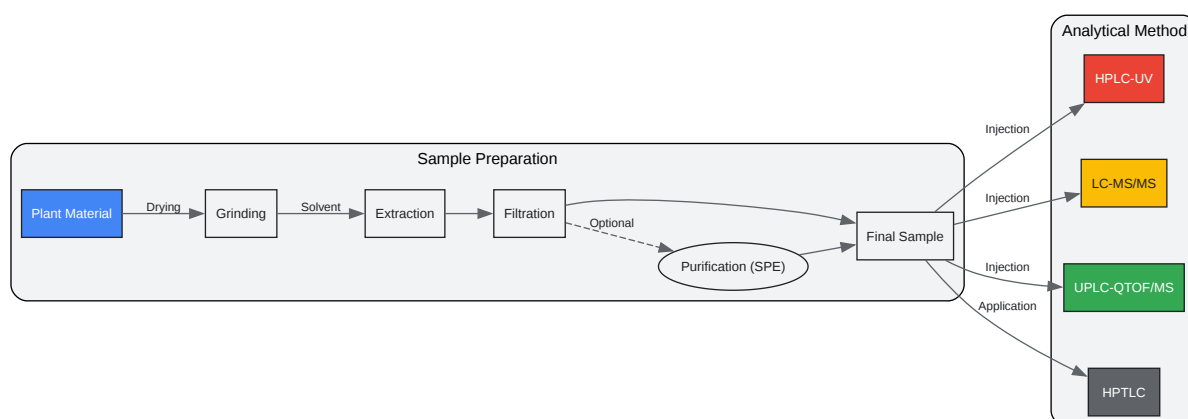 Analytical Method
HPLC-UV
Injection
Sample Preparation
Plant Material
Drying
Grinding
Solvent
Extraction
Filtration
Optional
Purification (SPE)
Final Sample
Injection
LC-MS/MS
Injection
UPLC-QTOF/MS
Application
HPTLC